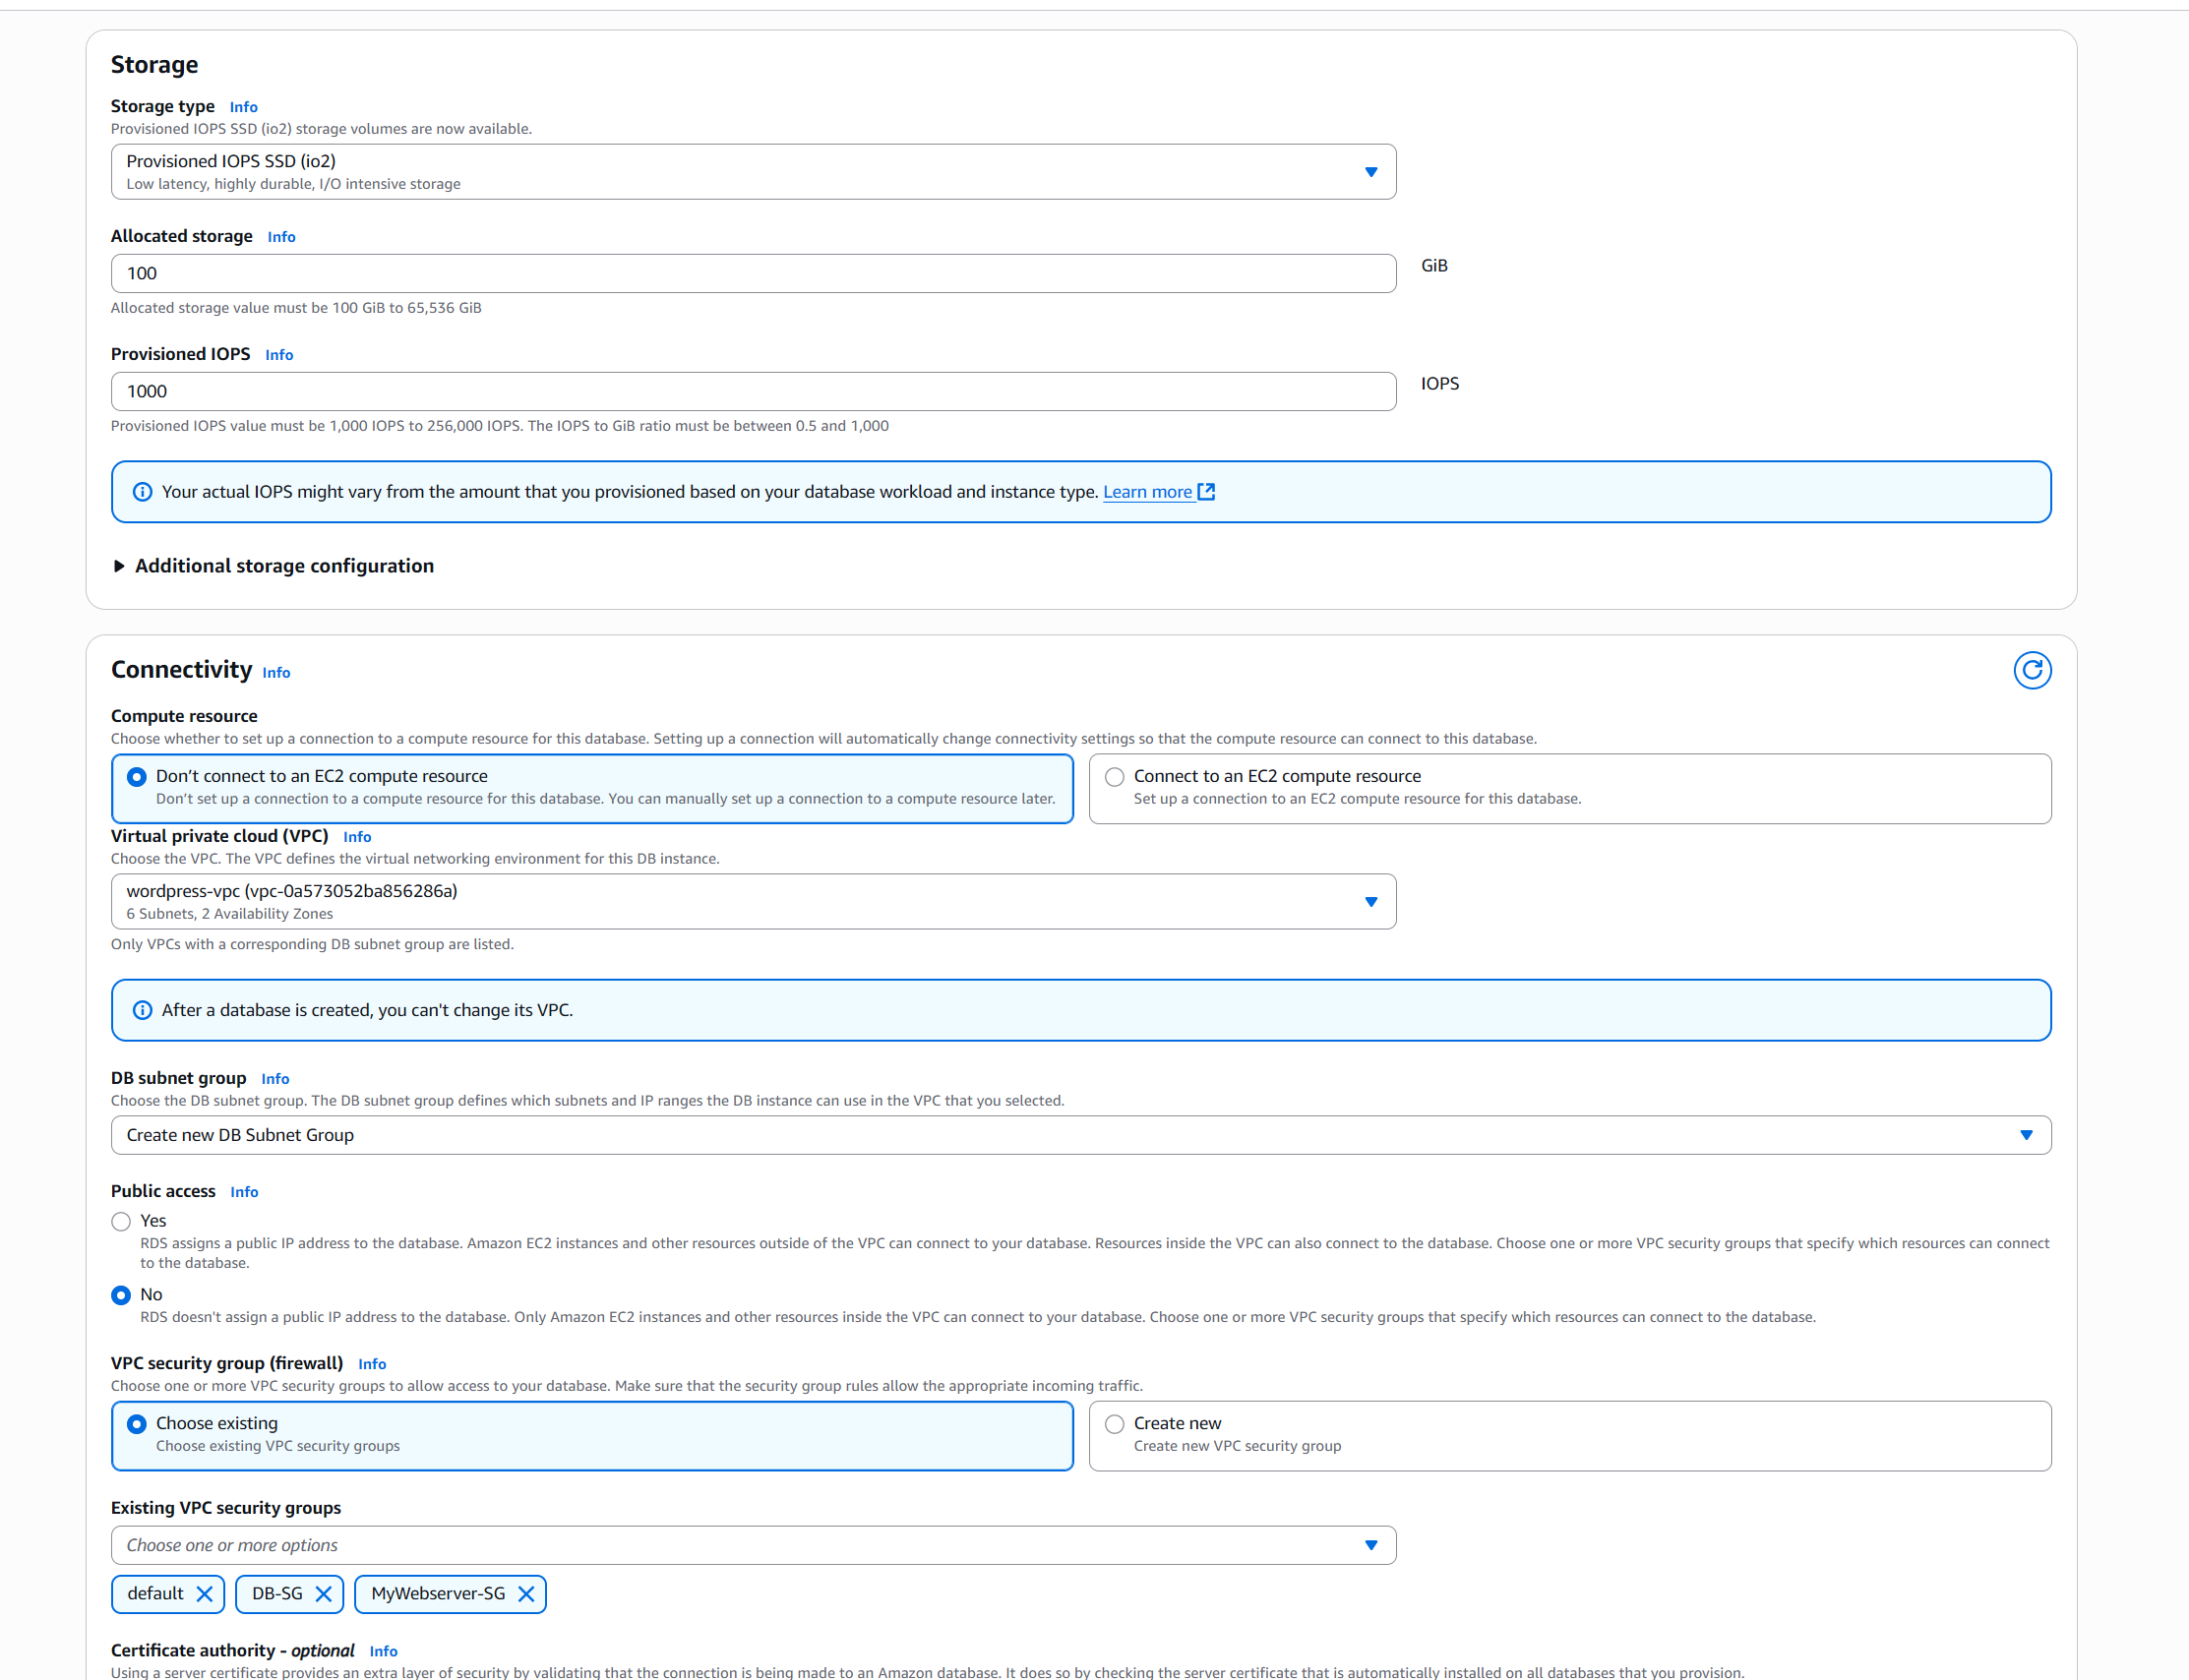 Storage
Storage type Info
Provisioned IOPS SSD (io2) storage volumes are now available.
Provisioned IOPS SSD (io2)
Low latency, highly durable, I/O intensive storage
Allocated storage Info
100
GiB
Allocated storage value must be 100 GiB to 65,536 GiB
Provisioned IOPS Info
1000
IOPS
Provisioned IOPS value must be 1,000 IOPS to 256,000 IOPS. The IOPS to GiB ratio must be between 0.5 and 1,000
Your actual IOPS might vary from the amount that you provisioned based on your database workload and instance type. Learn more
Additional storage configuration
Connectivity Info
Compute resource
Choose whether to set up a connection to a compute resource for this database. Setting up a connection will automatically change connectivity settings so that the compute resource can connect to this database.
Don’t connect to an EC2 compute resource
Don’t set up a connection to a compute resource for this database. You can manually set up a connection to a compute resource later.
Connect to an EC2 compute resource
Set up a connection to an EC2 compute resource for this database.
Virtual private cloud (VPC) Info
Choose the VPC. The VPC defines the virtual networking environment for this DB instance.
wordpress-vpc (vpc-0a573052ba856286a)
6 Subnets, 2 Availability Zones
Only VPCs with a corresponding DB subnet group are listed.
After a database is created, you can't change its VPC.
DB subnet group Info
Choose the DB subnet group. The DB subnet group defines which subnets and IP ranges the DB instance can use in the VPC that you selected.
Create new DB Subnet Group
Public access Info
Yes
RDS assigns a public IP address to the database. Amazon EC2 instances and other resources outside of the VPC can connect to your database. Resources inside the VPC can also connect to the database. Choose one or more VPC security groups that specify which resources can connect
to the database.
No
RDS doesn't assign a public IP address to the database. Only Amazon EC2 instances and other resources inside the VPC can connect to your database. Choose one or more VPC security groups that specify which resources can connect to the database.
VPC security group (firewall) Info
Choose one or more VPC security groups to allow access to your database. Make sure that the security group rules allow the appropriate incoming traffic.
Choose existing
Choose existing VPC security groups
Create new
Create new VPC security group
Existing VPC security groups
Choose one or more options
default DB-SG MyWebserver-SG
Certificate authority - optional Info
Using a server certificate provides an extra layer of security by validating that the connection is being made to an Amazon database. It does so by checking the server certificate that is automatically installed on all databases that you provision.